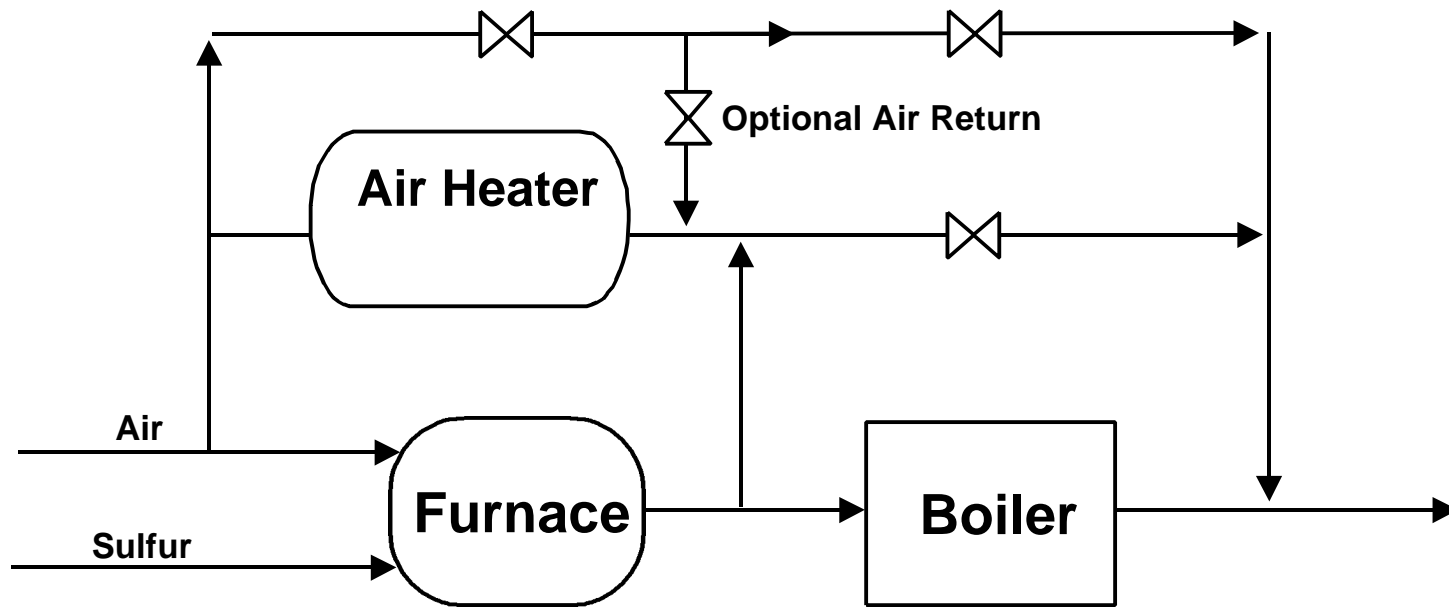 Optional Air Return
Air Heater
Air
Furnace
Boiler
Sulfur